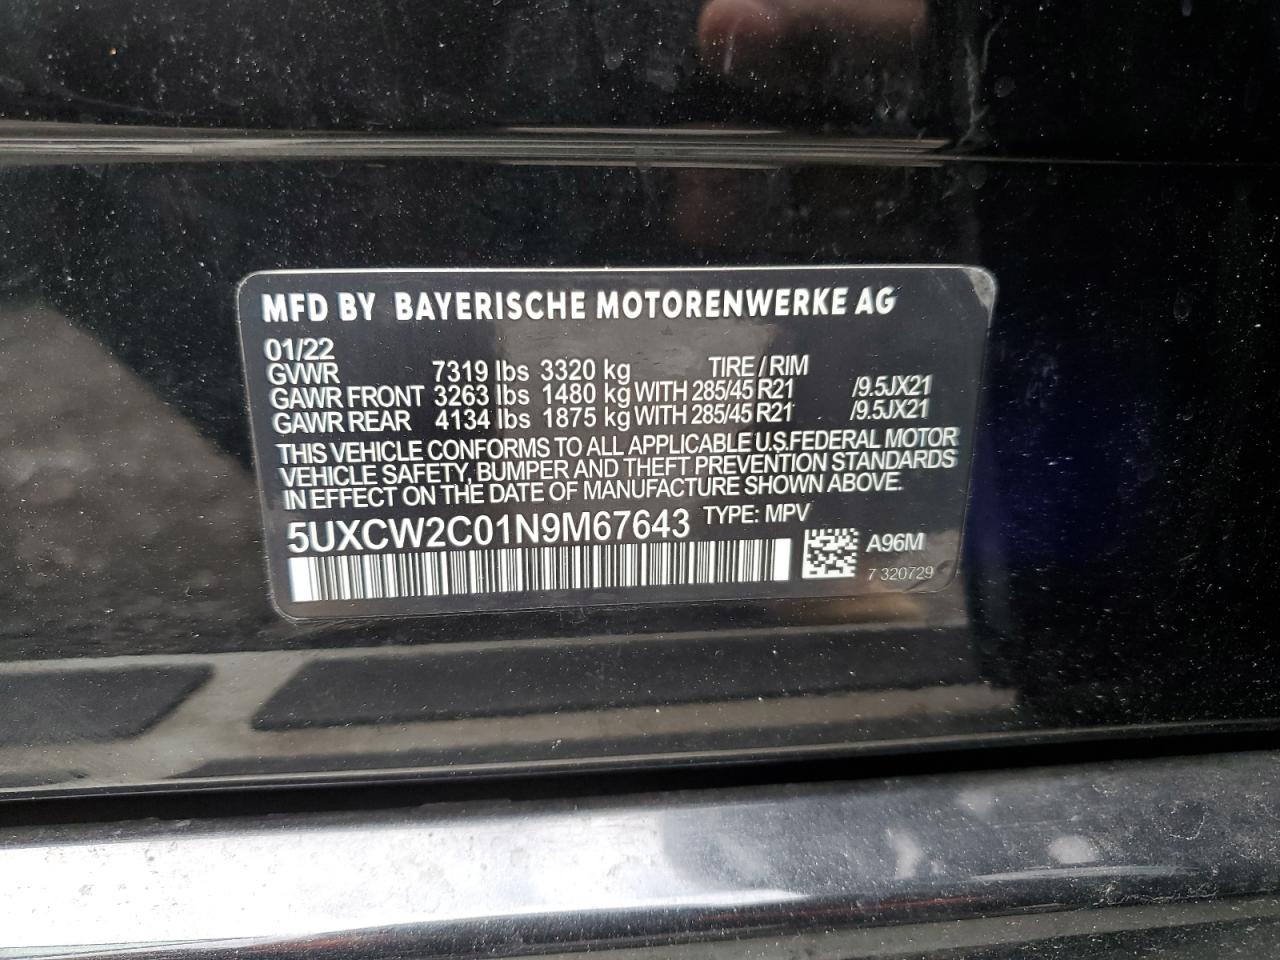 MFD BY BAYERISCHE MOTORENWERKE AG
01/22
GVWR 7319 lbs 3320 kg TIRE / RIM
GAWR FRONT 3263 lbs 1480 kg WITH 285/45 R21 /9.5JX21
GAWR REAR 4134 lbs 1875 kg WITH 285/45 R21 /9.5JX21
THIS VEHICLE CONFORMS TO ALL APPLICABLE U.S.FEDERAL MOTOR
VEHICLE SAFETY, BUMPER AND THEFT PREVENTION STANDARDS
IN EFFECT ON THE DATE OF MANUFACTURE SHOWN ABOVE.
5UXCW2C01N9M67643 TYPE: MPV
A96M
7 320729